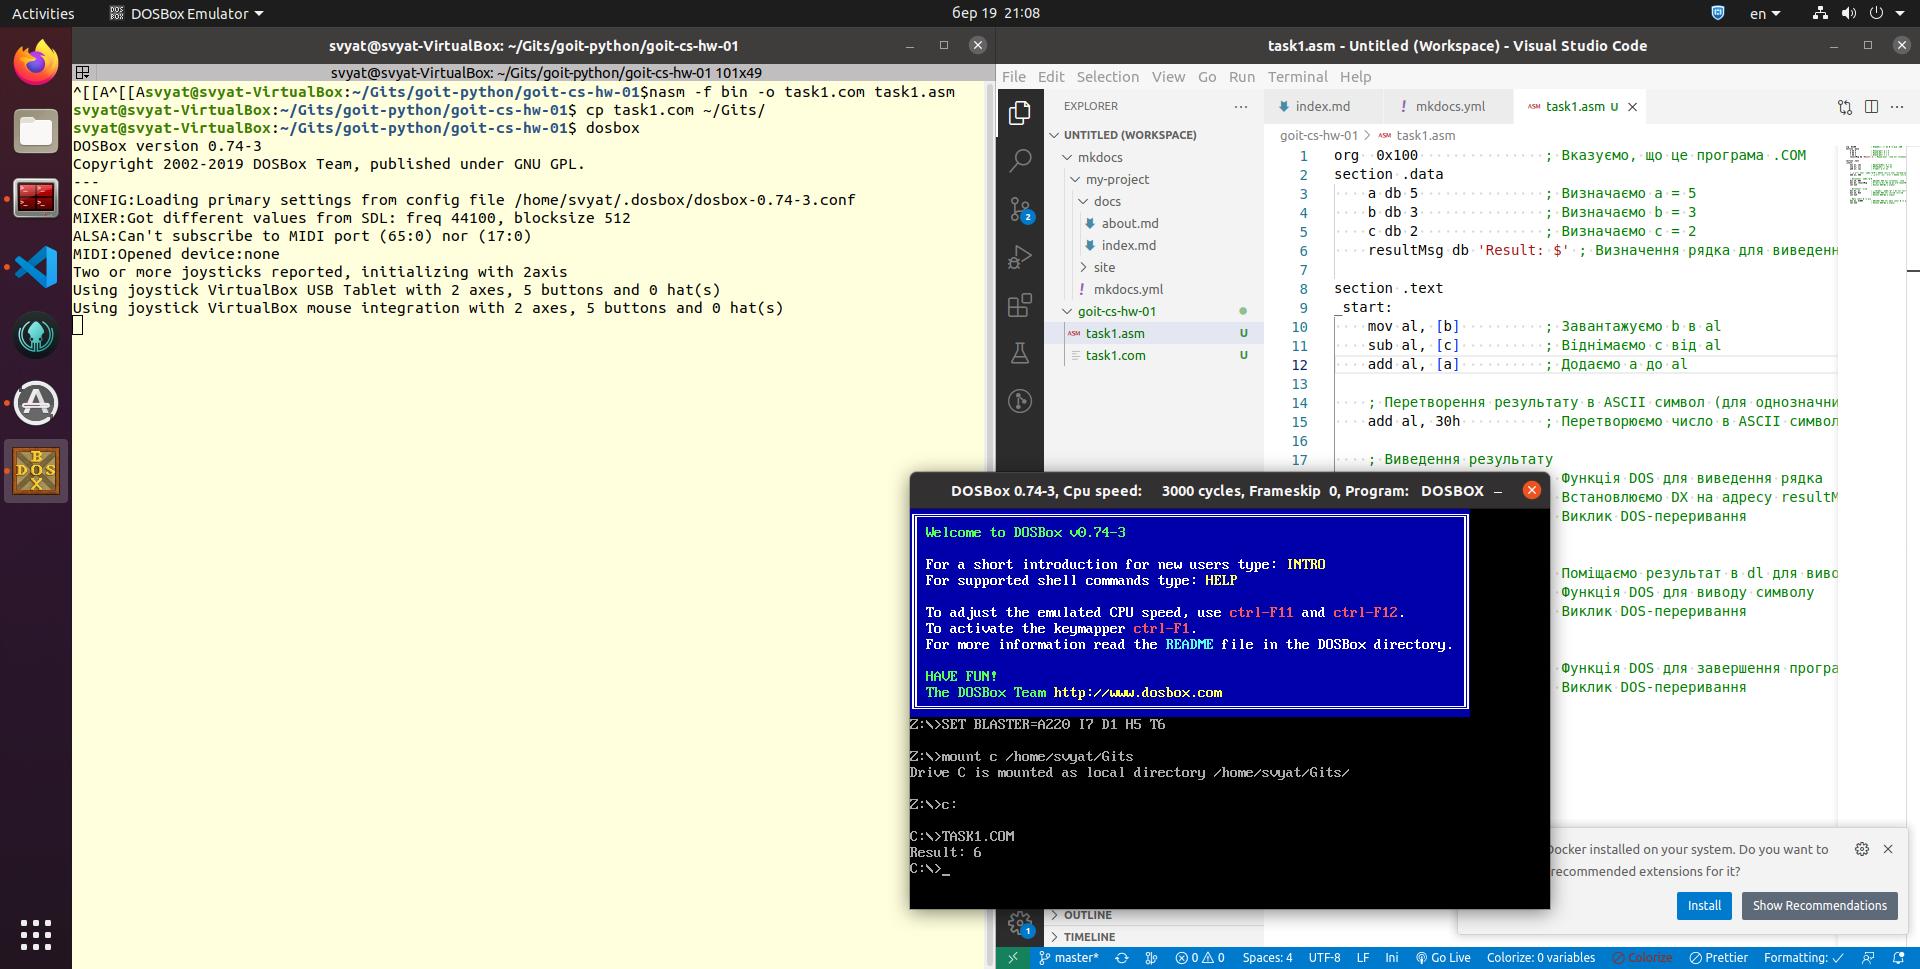 Activities
DOSBox Emulator
бер 19 21:08
en
svyat@svyat-VirtualBox: ~/Gits/goit-python/goit-cs-hw-01
svyat@svyat-VirtualBox: ~/Gits/goit-python/goit-cs-hw-01 101x49
^[[A^[[Asvyat@svyat-VirtualBox:~/Gits/goit-python/goit-cs-hw-01$nasm -f bin -o task1.com task1.asm
svyat@svyat-VirtualBox:~/Gits/goit-python/goit-cs-hw-01$ cp task1.com ~/Gits/
svyat@svyat-VirtualBox:~/Gits/goit-python/goit-cs-hw-01$ dosbox
DOSBox version 0.74-3
Copyright 2002-2019 DOSBox Team, published under GNU GPL.
---
CONFIG:Loading primary settings from config file /home/svyat/.dosbox/dosbox-0.74-3.conf
MIXER:Got different values from SDL: freq 44100, blocksize 512
ALSA:Can't subscribe to MIDI port (65:0) nor (17:0)
MIDI:Opened device:none
Two or more joysticks reported, initializing with 2axis
Using joystick VirtualBox USB Tablet with 2 axes, 5 buttons and 0 hat(s)
Using joystick VirtualBox mouse integration with 2 axes, 5 buttons and 0 hat(s)
task1.asm - Untitled (Workspace) - Visual Studio Code
File Edit Selection View Go Run Terminal Help
EXPLORER
UNTITLED (WORKSPACE)
mkdocs
my-project
docs
about.md
index.md
site
! mkdocs.yml
goit-cs-hw-01
ASM task1.asm U
task1.com U
OUTLINE
TIMELINE
index.md
! mkdocs.yml
ASM task1.asm U
goit-cs-hw-01 > ASM task1.asm
1 org 0x100 ; Вказуємо, що це програма .COM
2 section .data
3 a db 5 ; Визначаємо a = 5
4 b db 3 ; Визначаємо b = 3
5 c db 2 ; Визначаємо c = 2
6 resultMsg db 'Result: $' ; Визначення рядка для виведен
7
8 section .text
9 _start:
10 mov al, [b] ; Завантажуємо b в al
11 sub al, [c] ; Віднімаємо c від al
12 add al, [a] ; Додаємо a до al
13
14 ; Перетворення результату в ASCII символ (для однозначни
15 add al, 30h ; Перетворюємо число в ASCII символ
16
17 ; Виведення результату
Функція DOS для виведення рядка
Встановлюємо DX на адресу resultM
Виклик DOS-переривання
Поміщаємо результат в dl для виво
Функція DOS для виводу символу
Виклик DOS-переривання
Функція DOS для завершення програ
Виклик DOS-переривання
DOSBox 0.74-3, Cpu speed: 3000 cycles, Frameskip 0, Program: DOSBOX
Welcome to DOSBox v0.74-3
For a short introduction for new users type: INTRO
For supported shell commands type: HELP
To adjust the emulated CPU speed, use ctrl-F11 and ctrl-F12.
To activate the keymapper ctrl-F1.
For more information read the README file in the DOSBox directory.
HAVE FUN!
The DOSBox Team http://www.dosbox.com
Z:\>SET BLASTER=A220 I7 D1 H5 T6
Z:\>mount c /home/svyat/Gits
Drive C is mounted as local directory /home/svyat/Gits/
Z:\>c:
C:\>TASK1.COM
Result: 6
C:\>_
Docker installed on your system. Do you want to
recommended extensions for it?
Install
Show Recommendations
2
1
DOS
BOX
master*
0 0
Spaces: 4
UTF-8
LF
Ini
Go Live
Colorize: 0 variables
Colorize
Prettier
Formatting: ✓